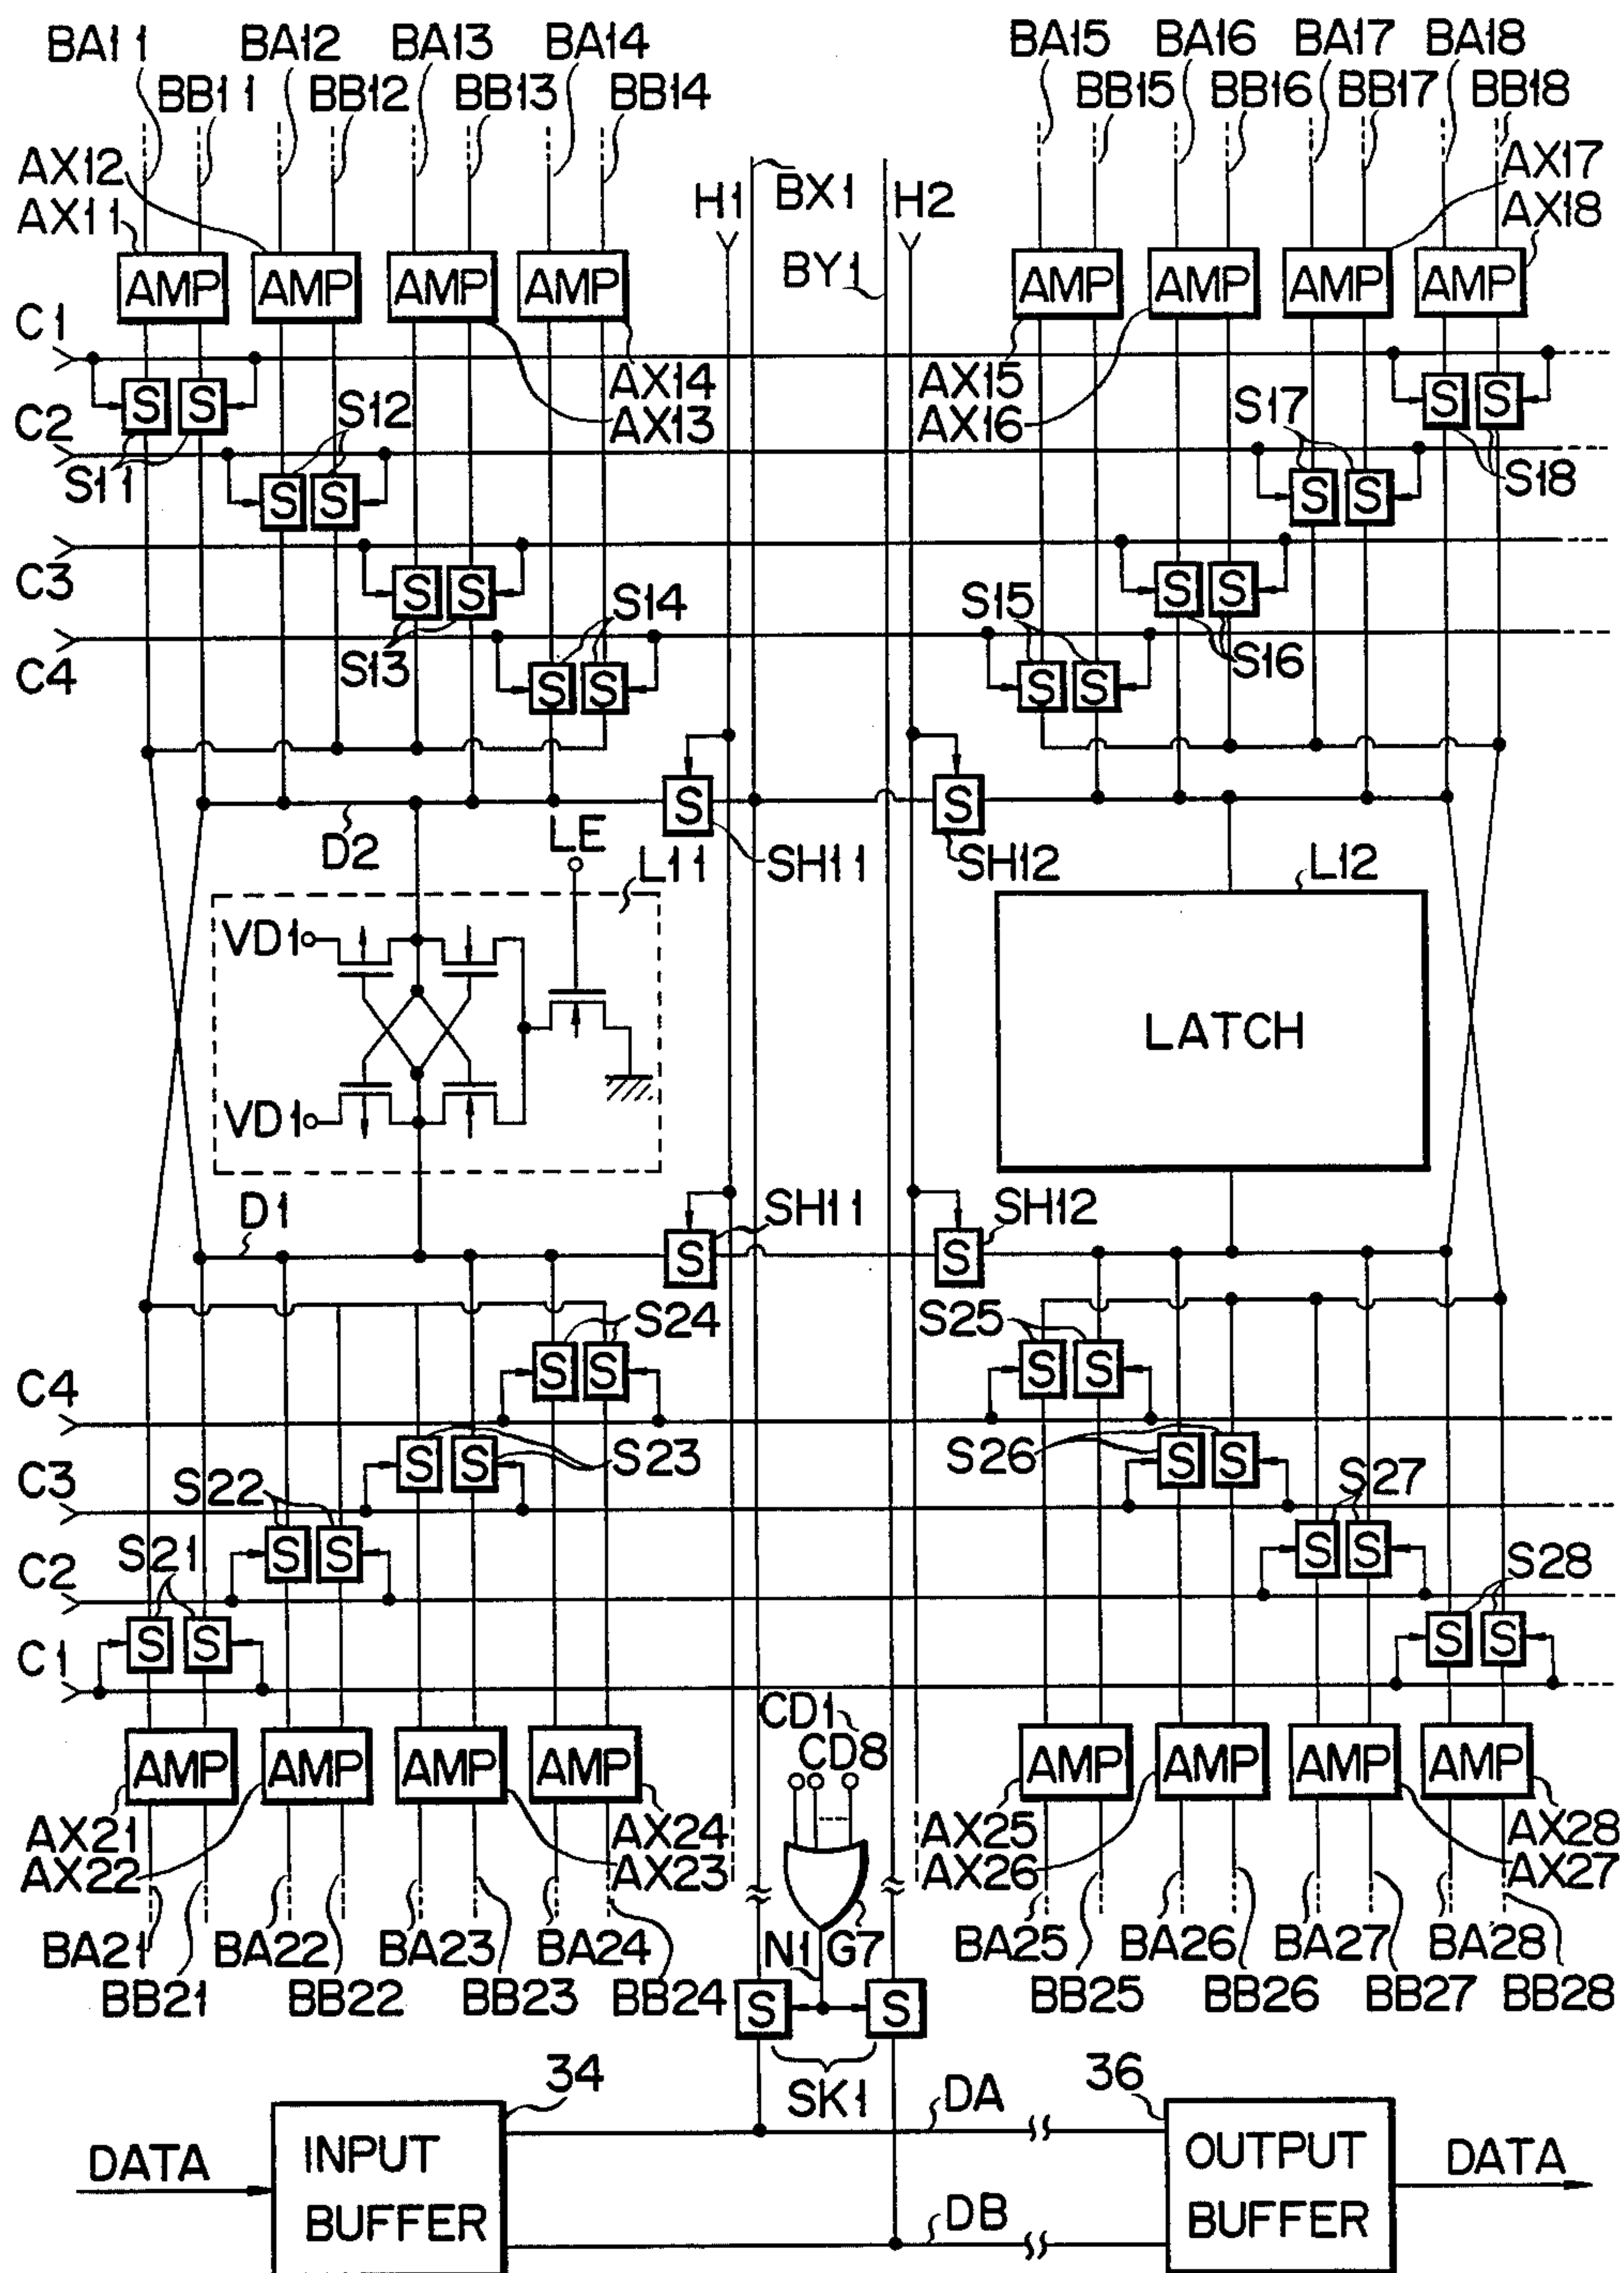 BA11 BA12 BA13 BA14 BA15 BA16 BA17 BA18
BB11 BB12 BB13 BB14 BB15 BB16 BB17 BB18
AX12 H1 BX1 H2 AX17
AX11 AX18
BY1
AMP AMP AMP AMP AMP AMP AMP AMP
C1
AX14 AX15
S S S S
C2 S12 AX13 AX16 S17
S11 S18
S S S S
C3 S S S S
S14 S15
C4 S13 S16
S S S S
S S
D2 LE SH11 SH12 L12
L11
VD1
LATCH
VD1
D1 SH11 SH12
S S
S24 S25
S S S S
C4
S S S S
S23 S26
C3 S22 S27
S S S S
C2 S21 S28
S S S S
C1
CD1
CD8
AMP AMP AMP AMP AMP AMP AMP AMP
AX21 AX24 AX25 AX28
AX22 AX23 AX26 AX27
BA21 BA22 BA23 BA24 N1 G7 BA25 BA26 BA27 BA28
BB21 BB22 BB23 BB24 BB25 BB26 BB27 BB28
S S
34 SK1 DA 36
DATA INPUT BUFFER OUTPUT BUFFER DATA
DB